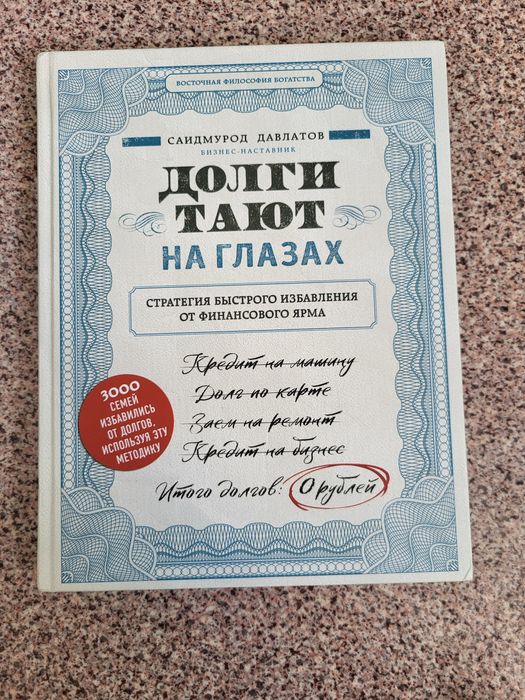 ВОСТОЧНАЯ ФИЛОСОФИЯ БОГАТСТВА
САИДМУРОД ДАВЛАТОВ
БИЗНЕС-НАСТАВНИК
ДОЛГИ
ТАЮТ
НА ГЛАЗАХ
СТРАТЕГИЯ БЫСТРОГО ИЗБАВЛЕНИЯ
ОТ ФИНАНСОВОГО ЯРМА
Кредит на машину
Долг по карте
Заем на ремонт
Кредит на бизнес
Итого долгов: 0 рублей
3000
СЕМЕЙ
ИЗБАВИЛИСЬ
ОТ ДОЛГОВ,
ИСПОЛЬЗУЯ ЭТУ
МЕТОДИКУ